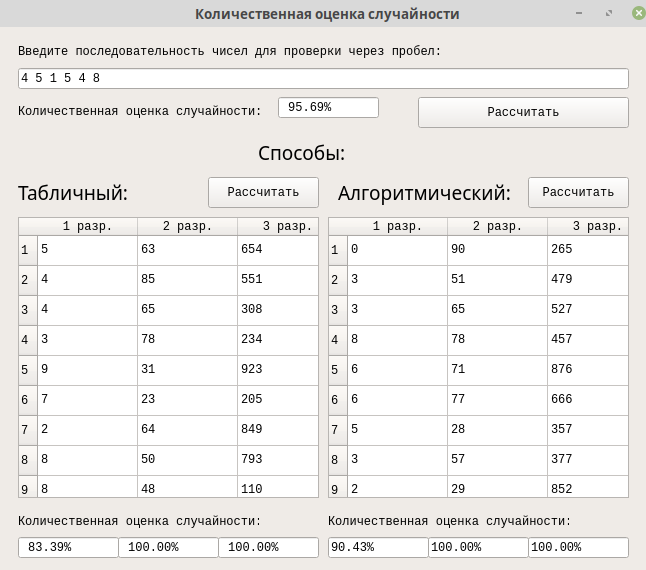 Количественная оценка случайности
Введите последовательность чисел для проверки через пробел:
4 5 1 5 4 8
Количественная оценка случайности: 95.69% Рассчитать
Способы:
Табличный: Рассчитать Алгоритмический: Рассчитать
1 разр. 2 разр. 3 разр. 1 разр. 2 разр. 3 разр.
1 5 63 654 1 0 90 265
2 4 85 551 2 3 51 479
3 4 65 308 3 3 65 527
4 3 78 234 4 8 78 457
5 9 31 923 5 6 71 876
6 7 23 205 6 6 77 666
7 2 64 849 7 5 28 357
8 8 50 793 8 3 57 377
9 8 48 110 9 2 29 852
Количественная оценка случайности: Количественная оценка случайности:
83.39% 100.00% 100.00% 90.43% 100.00% 100.00%